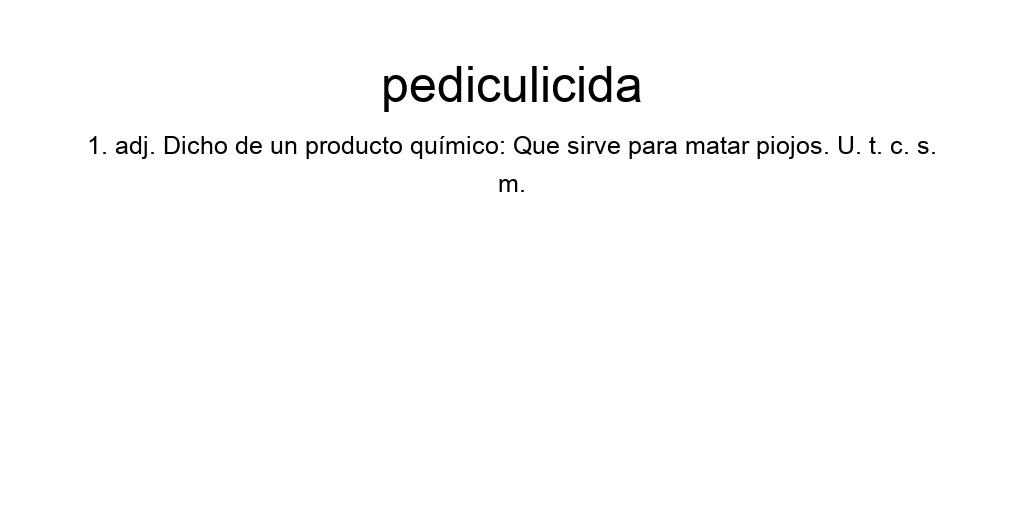 pediculicida
1. adj. Dicho de un producto químico: Que sirve para matar piojos. U. t. c. s.
m.